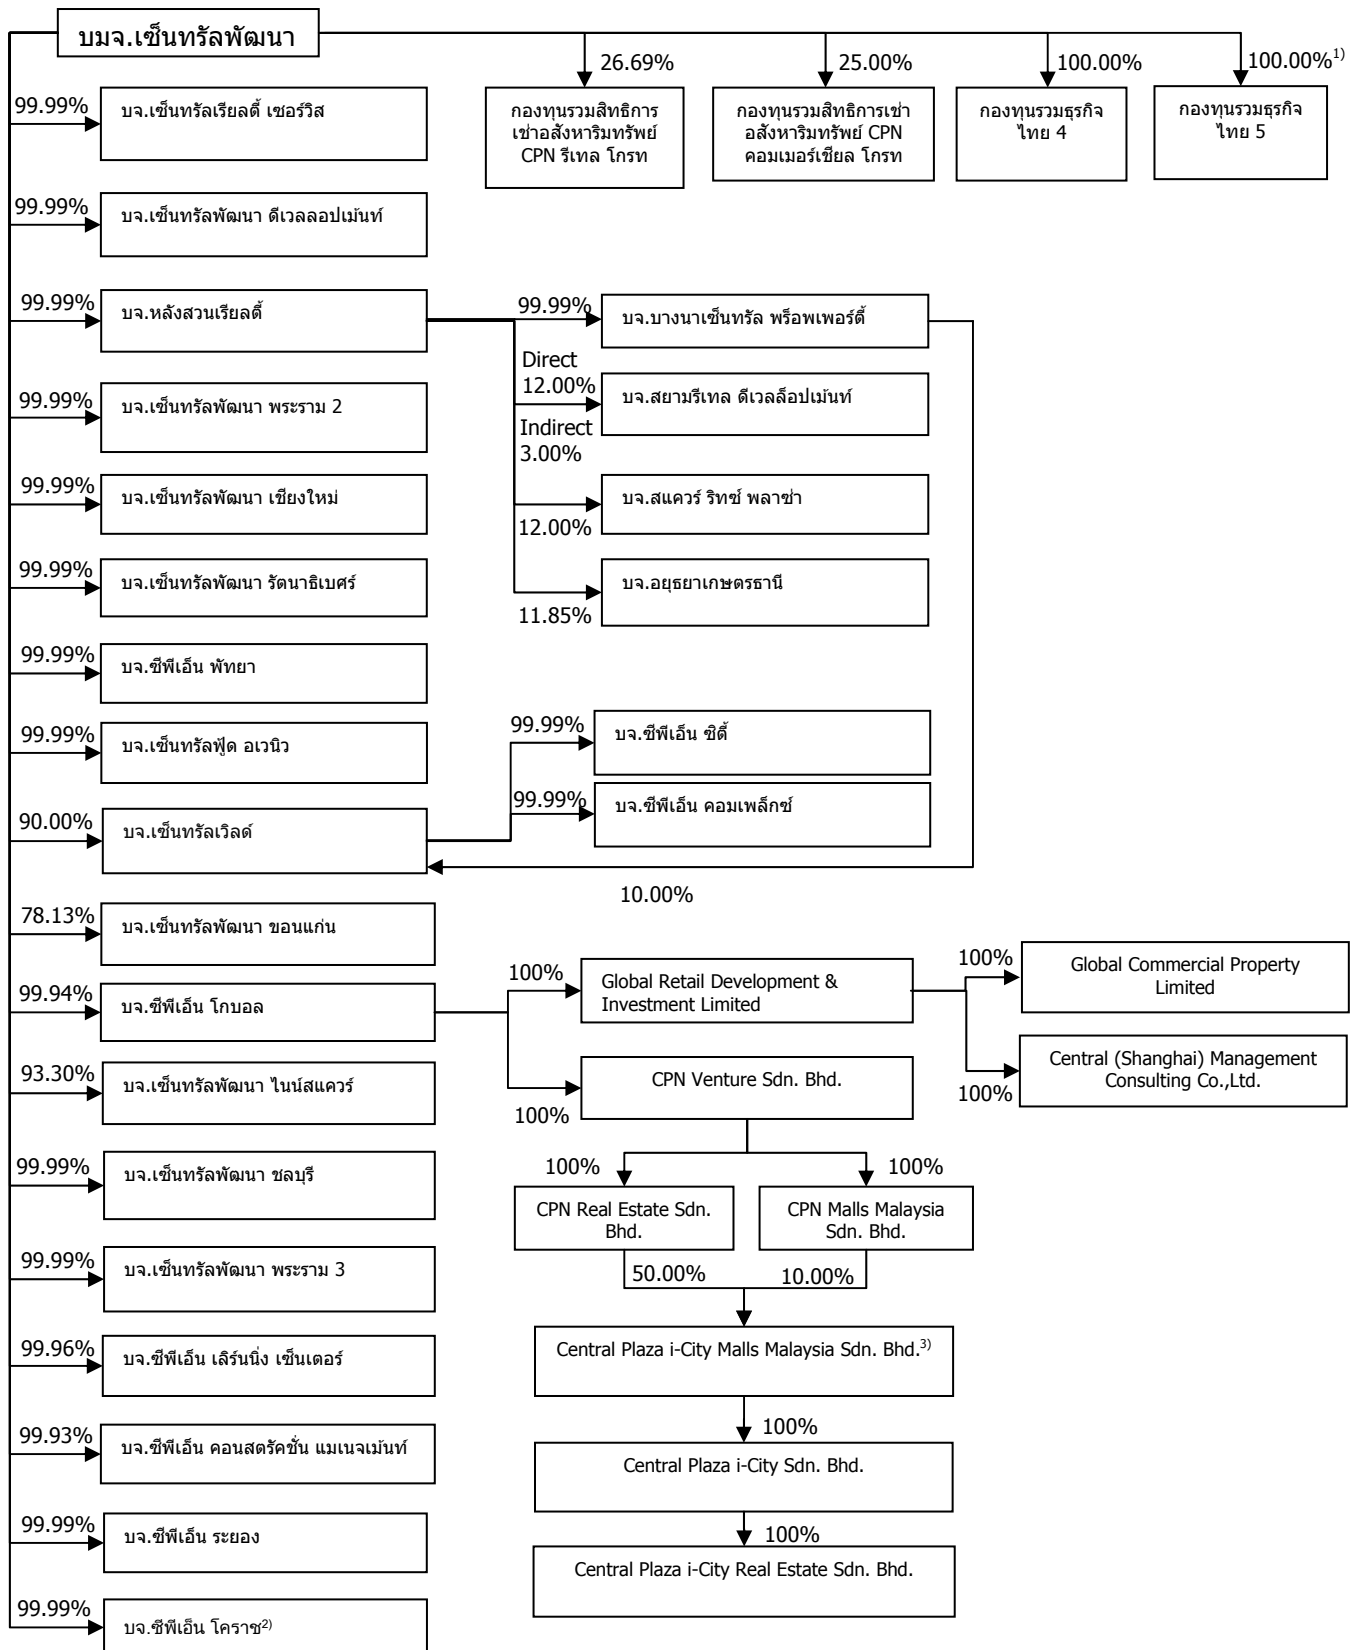 บมจ.เซ็นทรัลพัฒนา
26.69%
25.00%
100.00%
100.00%1)
กองทุนรวมสิทธิการ
เช่าอสังหาริมทรัพย์
CPN รีเทล โกรท
กองทุนรวมสิทธิการเช่า
อสังหาริมทรัพย์ CPN
คอมเมอร์เชียล โกรท
กองทุนรวมธุรกิจ
ไทย 4
กองทุนรวมธุรกิจ
ไทย 5
99.99%
บจ.เซ็นทรัลเรียลตี้ เซอร์วิส
99.99%
บจ.เซ็นทรัลพัฒนา ดีเวลลอปเม้นท์
99.99%
บจ.หลังสวนเรียลตี้
99.99%
บจ.บางนาเซ็นทรัล พร็อพเพอร์ตี้
Direct
12.00%
บจ.สยามรีเทล ดีเวลล็อปเม้นท์
Indirect
3.00%
99.99%
บจ.เซ็นทรัลพัฒนา พระราม 2
99.99%
บจ.เซ็นทรัลพัฒนา เชียงใหม่
12.00%
บจ.สแควร์ ริทซ์ พลาซ่า
99.99%
บจ.เซ็นทรัลพัฒนา รัตนาธิเบศร์
11.85%
บจ.อยุธยาเกษตรธานี
99.99%
บจ.ซีพีเอ็น พัทยา
99.99%
บจ.เซ็นทรัลฟู้ด อเวนิว
99.99%
บจ.ซีพีเอ็น ซิตี้
99.99%
บจ.ซีพีเอ็น คอมเพล็กซ์
90.00%
บจ.เซ็นทรัลเวิลด์
10.00%
78.13%
บจ.เซ็นทรัลพัฒนา ขอนแก่น
99.94%
บจ.ซีพีเอ็น โกบอล
100%
Global Retail Development &
Investment Limited
100%
Global Commercial Property
Limited
100%
Central (Shanghai) Management
Consulting Co.,Ltd.
93.30%
บจ.เซ็นทรัลพัฒนา ไนน์สแควร์
100%
CPN Venture Sdn. Bhd.
99.99%
บจ.เซ็นทรัลพัฒนา ชลบุรี
100%
100%
CPN Real Estate Sdn.
Bhd.
CPN Malls Malaysia
Sdn. Bhd.
99.99%
บจ.เซ็นทรัลพัฒนา พระราม 3
50.00%
10.00%
99.96%
บจ.ซีพีเอ็น เลิร์นนิ่ง เซ็นเตอร์
Central Plaza i-City Malls Malaysia Sdn. Bhd.3)
99.93%
บจ.ซีพีเอ็น คอนสตรัคชั่น แมเนจเม้นท์
100%
Central Plaza i-City Sdn. Bhd.
99.99%
บจ.ซีพีเอ็น ระยอง
100%
Central Plaza i-City Real Estate Sdn. Bhd.
99.99%
บจ.ซีพีเอ็น โคราช2)